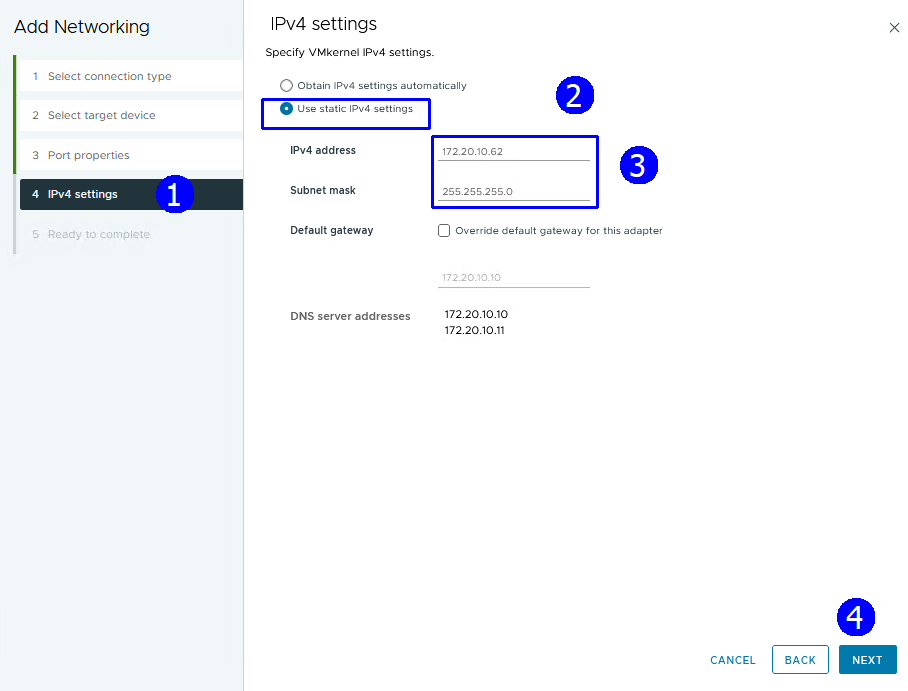 Add Networking
1 Select connection type
2 Select target device
3 Port properties
4 IPv4 settings
1
5 Ready to complete
IPv4 settings
Specify VMkernel IPv4 settings.
Obtain IPv4 settings automatically
2
Use static IPv4 settings
IPv4 address 172.20.10.62
3
Subnet mask 255.255.255.0
Default gateway Override default gateway for this adapter
172.20.10.10
DNS server addresses 172.20.10.10
172.20.10.11
4
CANCEL BACK NEXT